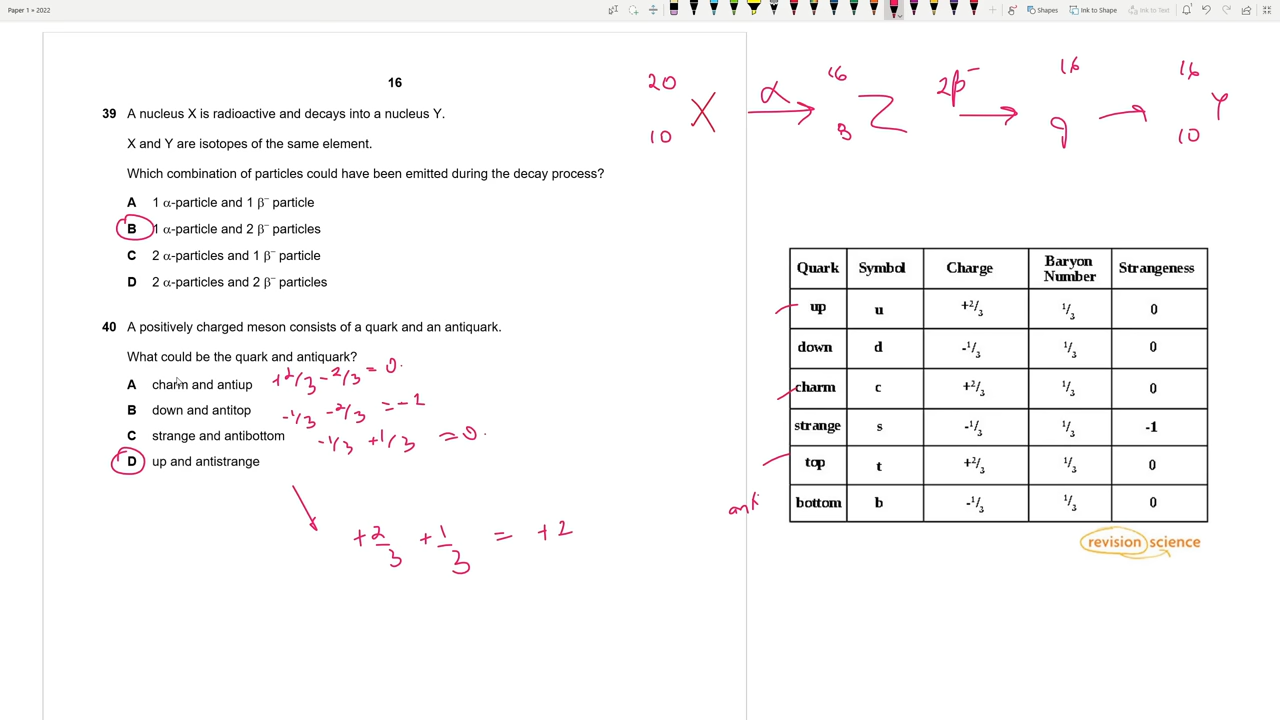 Paper 1 • 2022
Shapes
Ink to Shape
Ink to Text
16
39 A nucleus X is radioactive and decays into a nucleus Y.
X and Y are isotopes of the same element.
Which combination of particles could have been emitted during the decay process?
A 1 α-particle and 1 β⁻ particle
B 1 α-particle and 2 β⁻ particles
C 2 α-particles and 1 β⁻ particle
D 2 α-particles and 2 β⁻ particles
40 A positively charged meson consists of a quark and an antiquark.
What could be the quark and antiquark?
A charm and antiup +2/3 -2/3 = 0.
B down and antitop -1/3 -2/3 = -1
C strange and antibottom -1/3 +1/3 = 0.
D up and antistrange
+2/3 +1/3 = +2
20 16 2β⁻ 16 16
X α Z Y
10 8 9 10
Quark Symbol Charge Baryon Number Strangeness
up u +2/3 1/3 0
down d -1/3 1/3 0
charm c +2/3 1/3 0
strange s -1/3 1/3 -1
top t +2/3 1/3 0
bottom b -1/3 1/3 0
anti
revision science